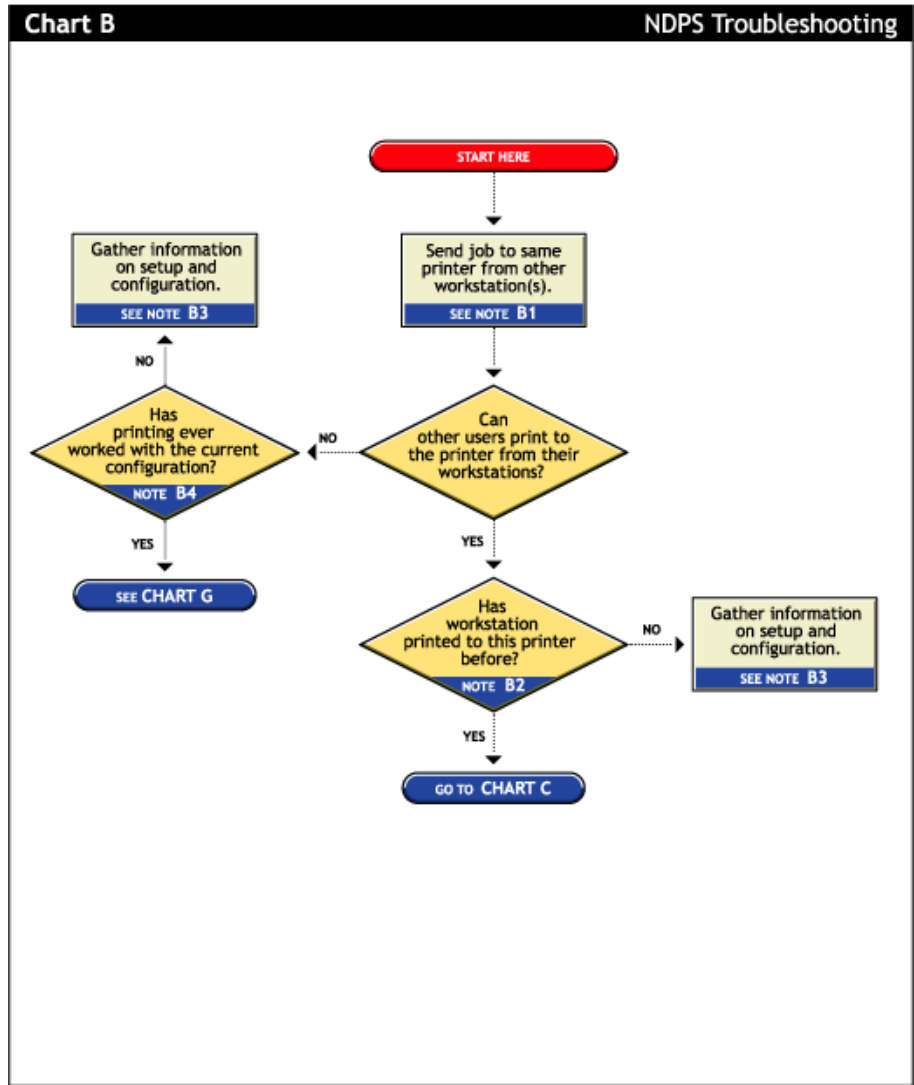 Chart B
NDPS Troubleshooting
START HERE
Send job to same
printer from other
workstation(s).
SEE NOTE B1
Can
other users print to
the printer from their
workstations?
NO
Has
printing ever
worked with the current
configuration?
NOTE B4
NO
Gather information
on setup and
configuration.
SEE NOTE B3
YES
SEE CHART G
YES
Has
workstation
printed to this printer
before?
NOTE B2
NO
Gather information
on setup and
configuration.
SEE NOTE B3
YES
GO TO CHART C